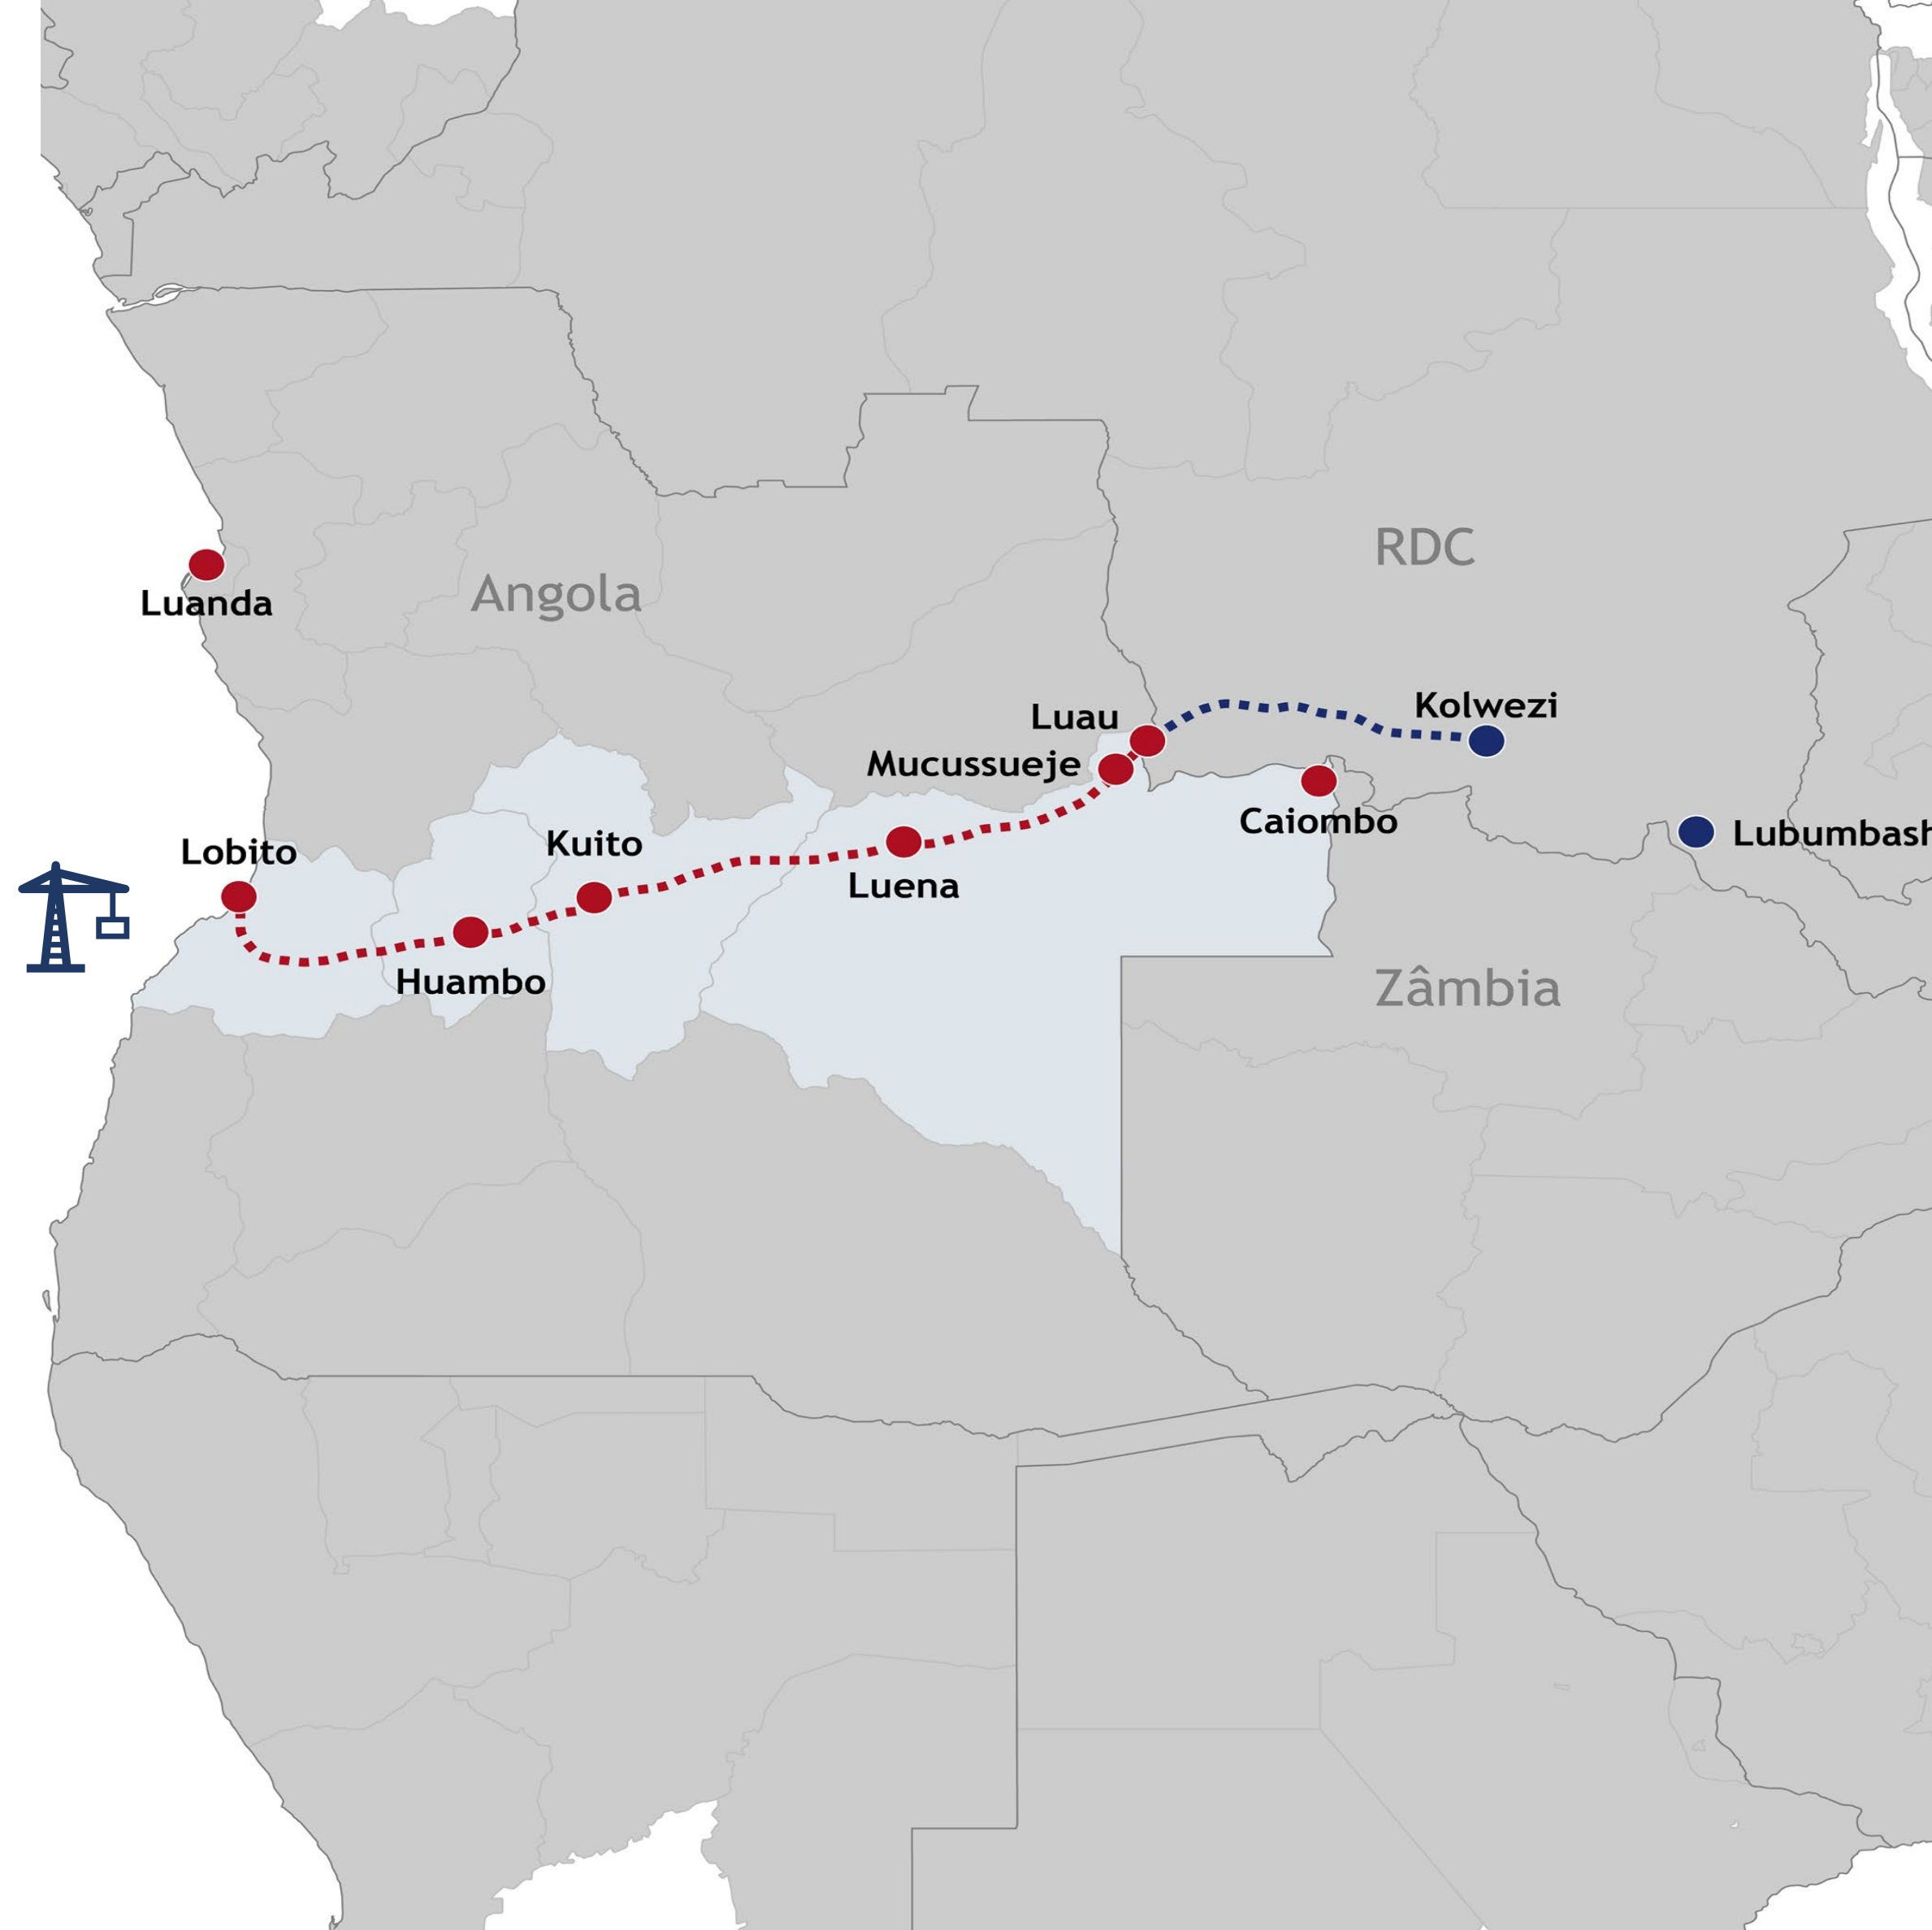 RDC
Angola
Luanda
Kolwezi
Luau
Mucussueje
Caiombo
Lubumbash
Kuito
Lobito
Luena
Huambo
Zâmbia